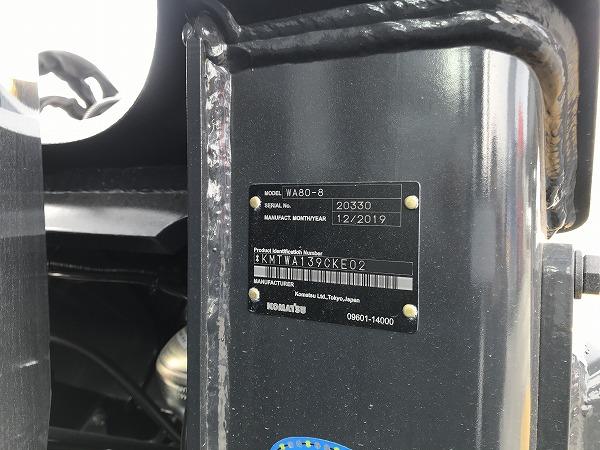 MODEL WA80-8
SERIAL No. 20330
MANUFACT. MONTH/YEAR 12/2019
Product Identification Number
*KMTWA139CKE02
MANUFACTURER
Komatsu Ltd.,Tokyo,Japan
KOMATSU
09601-14000